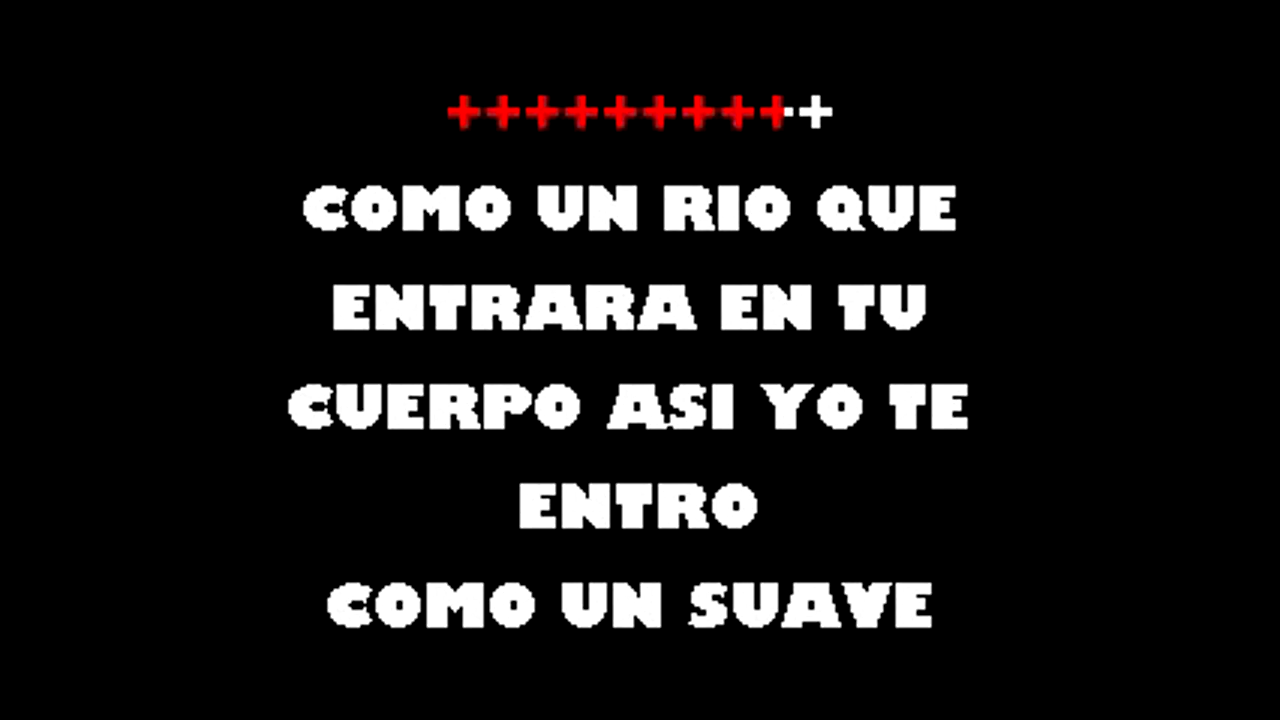 ++++++++++
COMO UN RIO QUE
ENTRARA EN TU
CUERPO ASI YO TE
ENTRO
COMO UN SUAVE